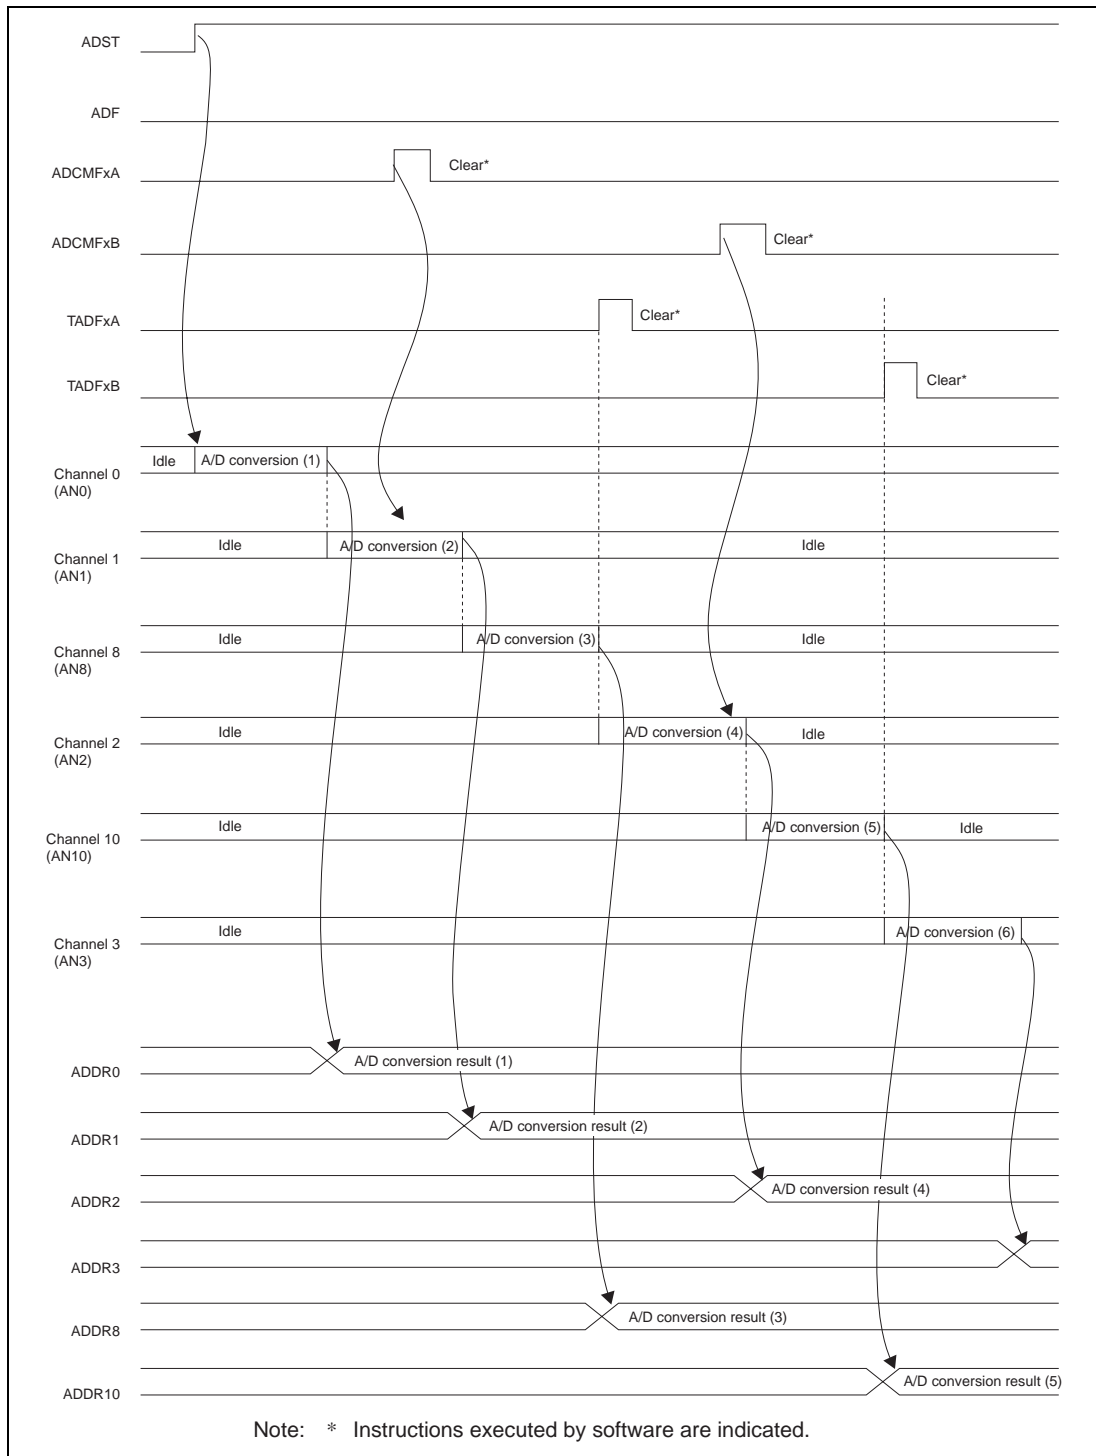 ADST
ADF
ADCMFxA
Clear*
ADCMFxB
Clear*
TADFxA
Clear*
TADFxB
Clear*
Idle
A/D conversion (1)
Channel 0
(AN0)
Idle
A/D conversion (2)
Idle
Channel 1
(AN1)
Idle
A/D conversion (3)
Idle
Channel 8
(AN8)
Idle
A/D conversion (4)
Idle
Channel 2
(AN2)
Idle
A/D conversion (5)
Idle
Channel 10
(AN10)
Idle
A/D conversion (6)
Channel 3
(AN3)
A/D conversion result (1)
ADDR0
A/D conversion result (2)
ADDR1
A/D conversion result (4)
ADDR2
ADDR3
A/D conversion result (3)
ADDR8
A/D conversion result (5)
ADDR10
Note: * Instructions executed by software are indicated.